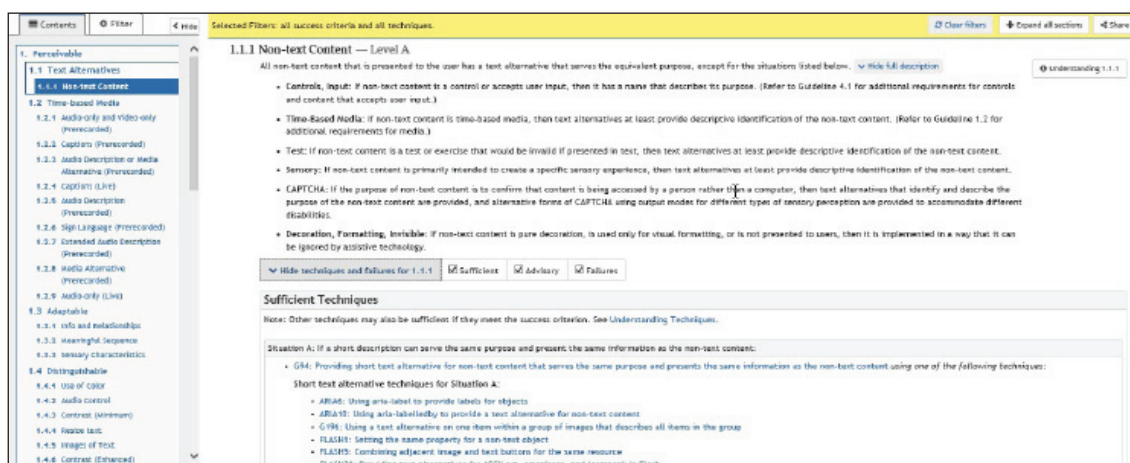 Contents
Filter
Hide
1. Perceivable
1.1 Text Alternatives
1.1.1 Non-text Content
1.2 Time-based Media
1.2.1 Audio-only and Video-only
(Prerecorded)
1.2.2 Captions (Prerecorded)
1.2.3 Audio Description or Media
Alternative (Prerecorded)
1.2.4 Captions (Live)
1.2.5 Audio Description
(Prerecorded)
1.2.6 Sign Language (Prerecorded)
1.2.7 Extended Audio Description
(Prerecorded)
1.2.8 Media Alternative
(Prerecorded)
1.2.9 Audio-only (Live)
1.3 Adaptable
1.3.1 Info and Relationships
1.3.2 Meaningful Sequence
1.3.3 Sensory Characteristics
1.4 Distinguishable
1.4.1 Use of Color
1.4.2 Audio Control
1.4.3 Contrast (Minimum)
1.4.4 Resize text
1.4.5 Images of Text
1.4.6 Contrast (Enhanced)
Selected Filters: all success criteria and all techniques.
Clear filters
Expand all sections
Share
1.1.1 Non-text Content — Level A
All non-text content that is presented to the user has a text alternative that serves the equivalent purpose, except for the situations listed below. Hide full description
Understanding 1.1.1
• Controls, Input: If non-text content is a control or accepts user input, then it has a name that describes its purpose. (Refer to Guideline 4.1 for additional requirements for controls
and content that accepts user input.)
• Time-Based Media: If non-text content is time-based media, then text alternatives at least provide descriptive identification of the non-text content. (Refer to Guideline 1.2 for
additional requirements for media.)
• Test: If non-text content is a test or exercise that would be invalid if presented in text, then text alternatives at least provide descriptive identification of the non-text content.
• Sensory: If non-text content is primarily intended to create a specific sensory experience, then text alternatives at least provide descriptive identification of the non-text content.
• CAPTCHA: If the purpose of non-text content is to confirm that content is being accessed by a person rather than a computer, then text alternatives that identify and describe the
purpose of the non-text content are provided, and alternative forms of CAPTCHA using output modes for different types of sensory perception are provided to accommodate different
disabilities.
• Decoration, Formatting, Invisible: If non-text content is pure decoration, is used only for visual formatting, or is not presented to users, then it is implemented in a way that it can
be ignored by assistive technology.
Hide techniques and failures for 1.1.1
Sufficient
Advisory
Failures
Sufficient Techniques
Note: Other techniques may also be sufficient if they meet the success criterion. See Understanding Techniques.
Situation A: If a short description can serve the same purpose and present the same information as the non-text content:
• G94: Providing short text alternative for non-text content that serves the same purpose and presents the same information as the non-text content using one of the following techniques:
Short text alternative techniques for Situation A:
• ARIA6: Using aria-label to provide labels for objects
• ARIA10: Using aria-labelledby to provide a text alternative for non-text content
• G196: Using a text alternative on one item within a group of images that describes all items in the group
• FLASH1: Setting the name property for a non-text object
• FLASH5: Combining adjacent image and text buttons for the same resource